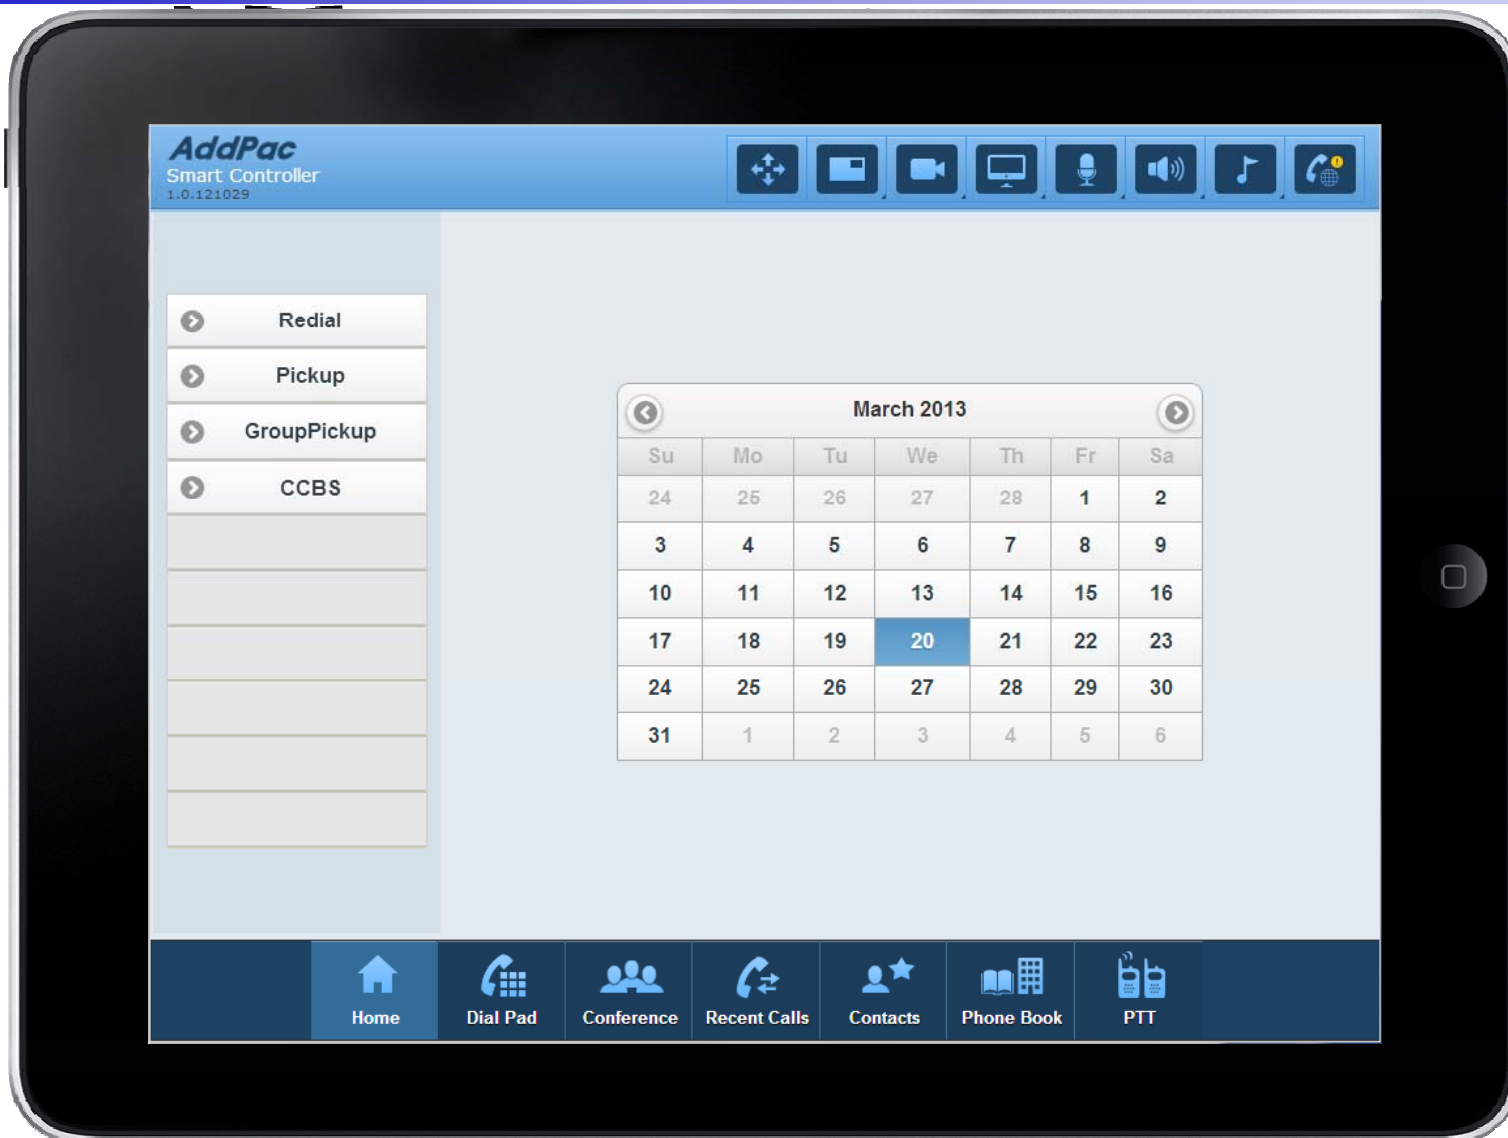 AddPac
Smart Controller
1.0.121029
Redial
Pickup
GroupPickup
CCBS
March 2013
Su Mo Tu We Th Fr Sa
24 25 26 27 28 1 2
3 4 5 6 7 8 9
10 11 12 13 14 15 16
17 18 19 20 21 22 23
24 25 26 27 28 29 30
31 1 2 3 4 5 6
Home Dial Pad Conference Recent Calls Contacts Phone Book PTT